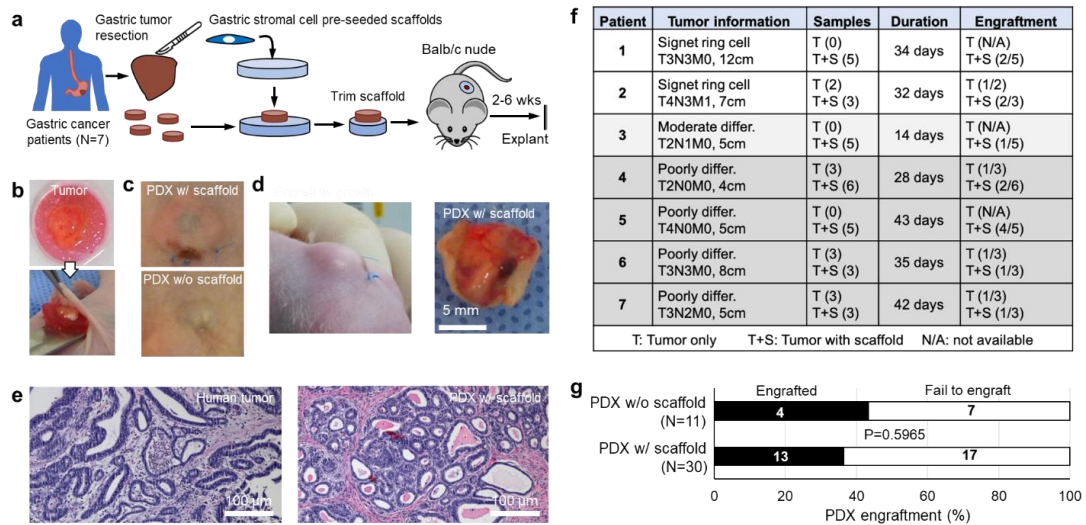 a
Gastric tumor
resection
Gastric stromal cell pre-seeded scaffolds
Balb/c nude
Trim scaffold
2-6 wks
Explant
Gastric cancer
patients (N=7)
b
Tumor
c
PDX w/ scaffold
PDX w/o scaffold
d
PDX w/ scaffold
5 mm
e
Human tumor
100 μm
PDX w/ scaffold
100 μm
f
Patient Tumor information Samples Duration Engraftment
1 Signet ring cell T (0) 34 days T (N/A)
T3N3M0, 12cm T+S (5) T+S (2/5)
2 Signet ring cell T (2) 32 days T (1/2)
T4N3M1, 7cm T+S (3) T+S (2/3)
3 Moderate differ. T (0) 14 days T (N/A)
T2N1M0, 5cm T+S (5) T+S (1/5)
4 Poorly differ. T (3) 28 days T (1/3)
T2N0M0, 4cm T+S (6) T+S (2/6)
5 Poorly differ. T (0) 43 days T (N/A)
T4N0M0, 5cm T+S (5) T+S (4/5)
6 Poorly differ. T (3) 35 days T (1/3)
T3N3M0, 8cm T+S (3) T+S (1/3)
7 Poorly differ. T (3) 42 days T (1/3)
T3N2M0, 5cm T+S (3) T+S (1/3)
T: Tumor only T+S: Tumor with scaffold N/A: not available
g
Engrafted Fail to engraft
PDX w/o scaffold
(N=11)
4 7
P=0.5965
PDX w/ scaffold
(N=30)
13 17
0 20 40 60 80 100
PDX engraftment (%)